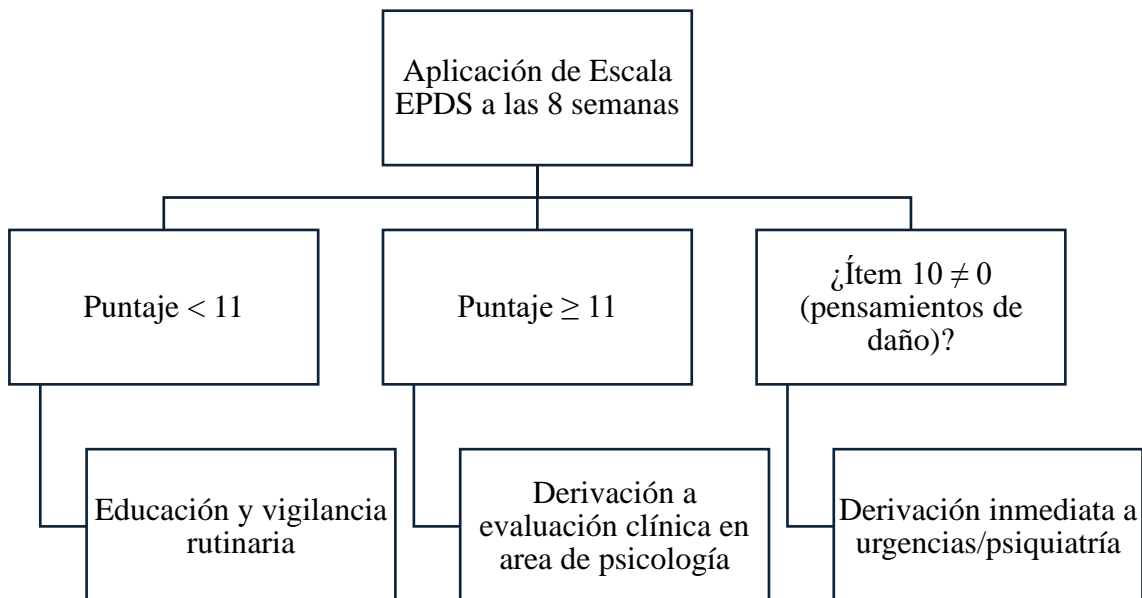 Aplicación de Escala
EPDS a las 8 semanas
Puntaje < 11
Puntaje ≥ 11
¿Ítem 10 ≠ 0
(pensamientos de
daño)?
Educación y vigilancia
rutinaria
Derivación a
evaluación clínica en
area de psicología
Derivación inmediata a
urgencias/psiquiatría